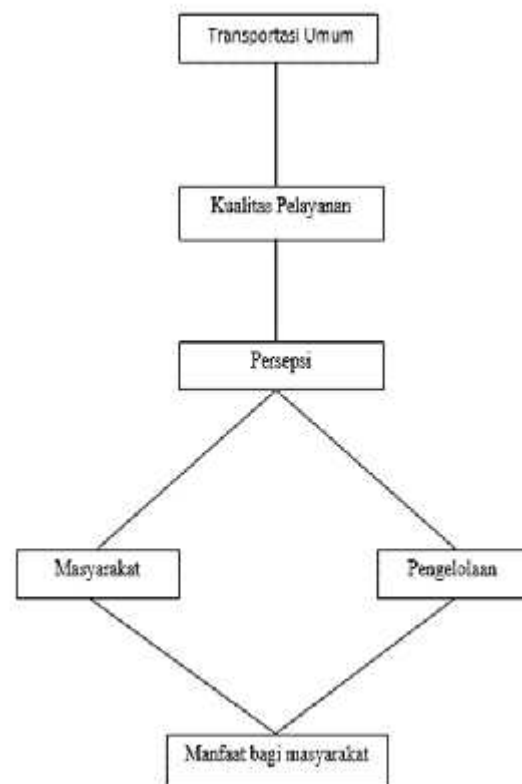 Transportasi Umum
Kualitas Pelayanan
Persepsi
Masyarakat
Pengelolaan
Manfaat bagi masyarakat